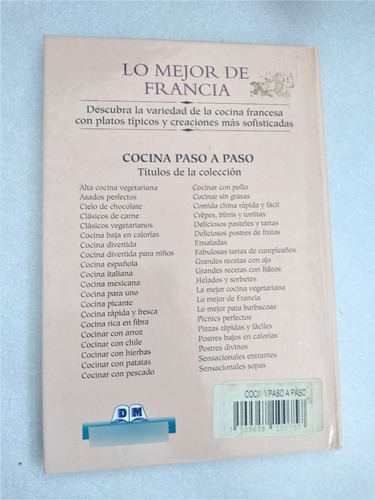 LO MEJOR DE
FRANCIA
Descubra la variedad de la cocina francesa
con platos típicos y creaciones más sofisticadas
COCINA PASO A PASO
Títulos de la colección
Alta cocina vegetariana
Asados perfectos
Cielo de chocolate
Clásicos de carne
Clásicos vegetarianos
Cocina baja en calorías
Cocina divertida
Cocina divertida para niños
Cocina española
Cocina italiana
Cocina mexicana
Cocina para uno
Cocina picante
Cocina rápida y fresca
Cocina rica en fibra
Cocinar con arroz
Cocinar con chile
Cocinar con hierbas
Cocinar con patatas
Cocinar con pescado
Cocinar con pollo
Cocinar sin grasas
Comida china rápida y fácil
Crêpes, blinis y tortitas
Deliciosos pasteles y tartas
Deliciosos postres de frutas
Ensaladas
Fabulosas tartas de cumpleaños
Grandes recetas con ajo
Grandes recetas con fideos
Helados y sorbetes
La mejor cocina vegetariana
Lo mejor de Francia
Lo mejor para barbacoas
Picnics perfectos
Pizzas rápidas y fáciles
Postres bajos en calorías
Postres divinos
Sensacionales entrantes
Sensacionales sopas
DM
A PASO A PASO